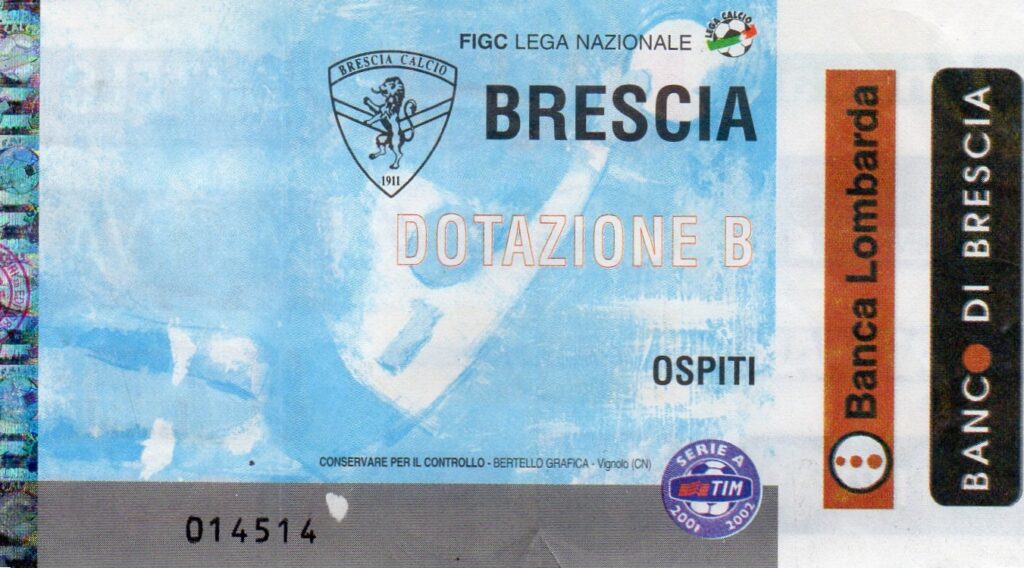 FIGC LEGA NAZIONALE
LEGA CALCIO
BRESCIA CALCIO
1911
BRESCIA
DOTAZIONE B
OSPITI
CONSERVARE PER IL CONTROLLO - BERTELLO GRAFICA - Vignolo (CN)
SERIE A
TIM
2001 2002
014514
Banca Lombarda
BANCO DI BRESCIA